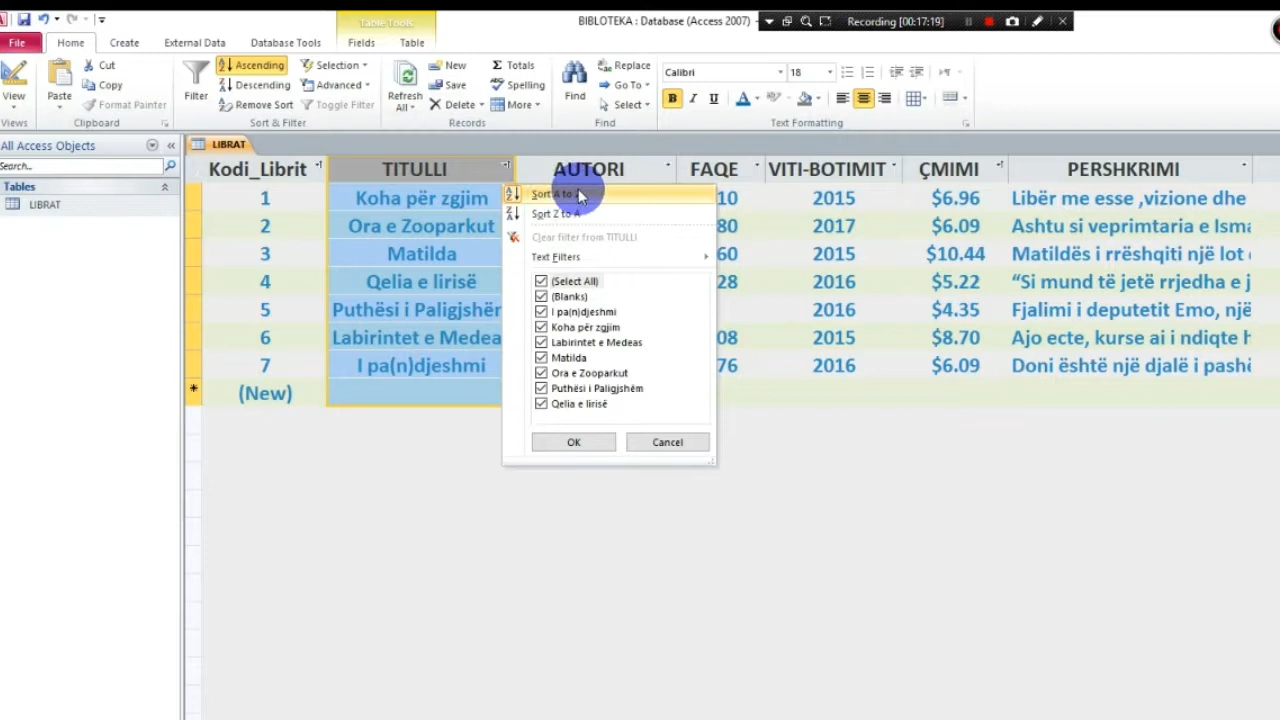 Table Tools
BIBLOTEKA : Database (Access 2007) -
Recording [00:17:19]
File Home Create External Data Database Tools Fields Table
View
Views
Paste
Cut
Copy
Format Painter
Clipboard
Filter
Ascending
Descending
Remove Sort
Selection
Advanced
Toggle Filter
Sort & Filter
Refresh All
New
Save
Delete
Totals
Spelling
More
Records
Find
Replace
Go To
Select
Find
Calibri 18
B I U A
Text Formatting
All Access Objects
Search...
Tables
LIBRAT
LIBRAT
Kodi_Librit TITULLI AUTORI FAQE VITI-BOTIMIT ÇMIMI PERSHKRIMI
1 Koha për zgjim 10 2015 $6.96 Libër me esse ,vizione dhe
2 Ora e Zooparkut 80 2017 $6.09 Ashtu si veprimtaria e Isma
3 Matilda 60 2015 $10.44 Matildës i rrëshqiti një lot
4 Qelia e lirisë 28 2016 $5.22 “Si mund të jetë rrjedha e j
5 Puthësi i Paligjshër 2016 $4.35 Fjalimi i deputetit Emo, një
6 Labirintet e Medea 08 2016 $8.70 Ajo ecte, kurse ai i ndiqte h
7 I pa(n)djeshmi 76 2016 $6.09 Doni është një djalë i pashë
* (New)
Sort A to Z
Sort Z to A
Clear filter from TITULLI
Text Filters
(Select All)
(Blanks)
I pa(n)djeshmi
Koha për zgjim
Labirintet e Medeas
Matilda
Ora e Zooparkut
Puthësi i Paligjshëm
Qelia e lirisë
OK Cancel